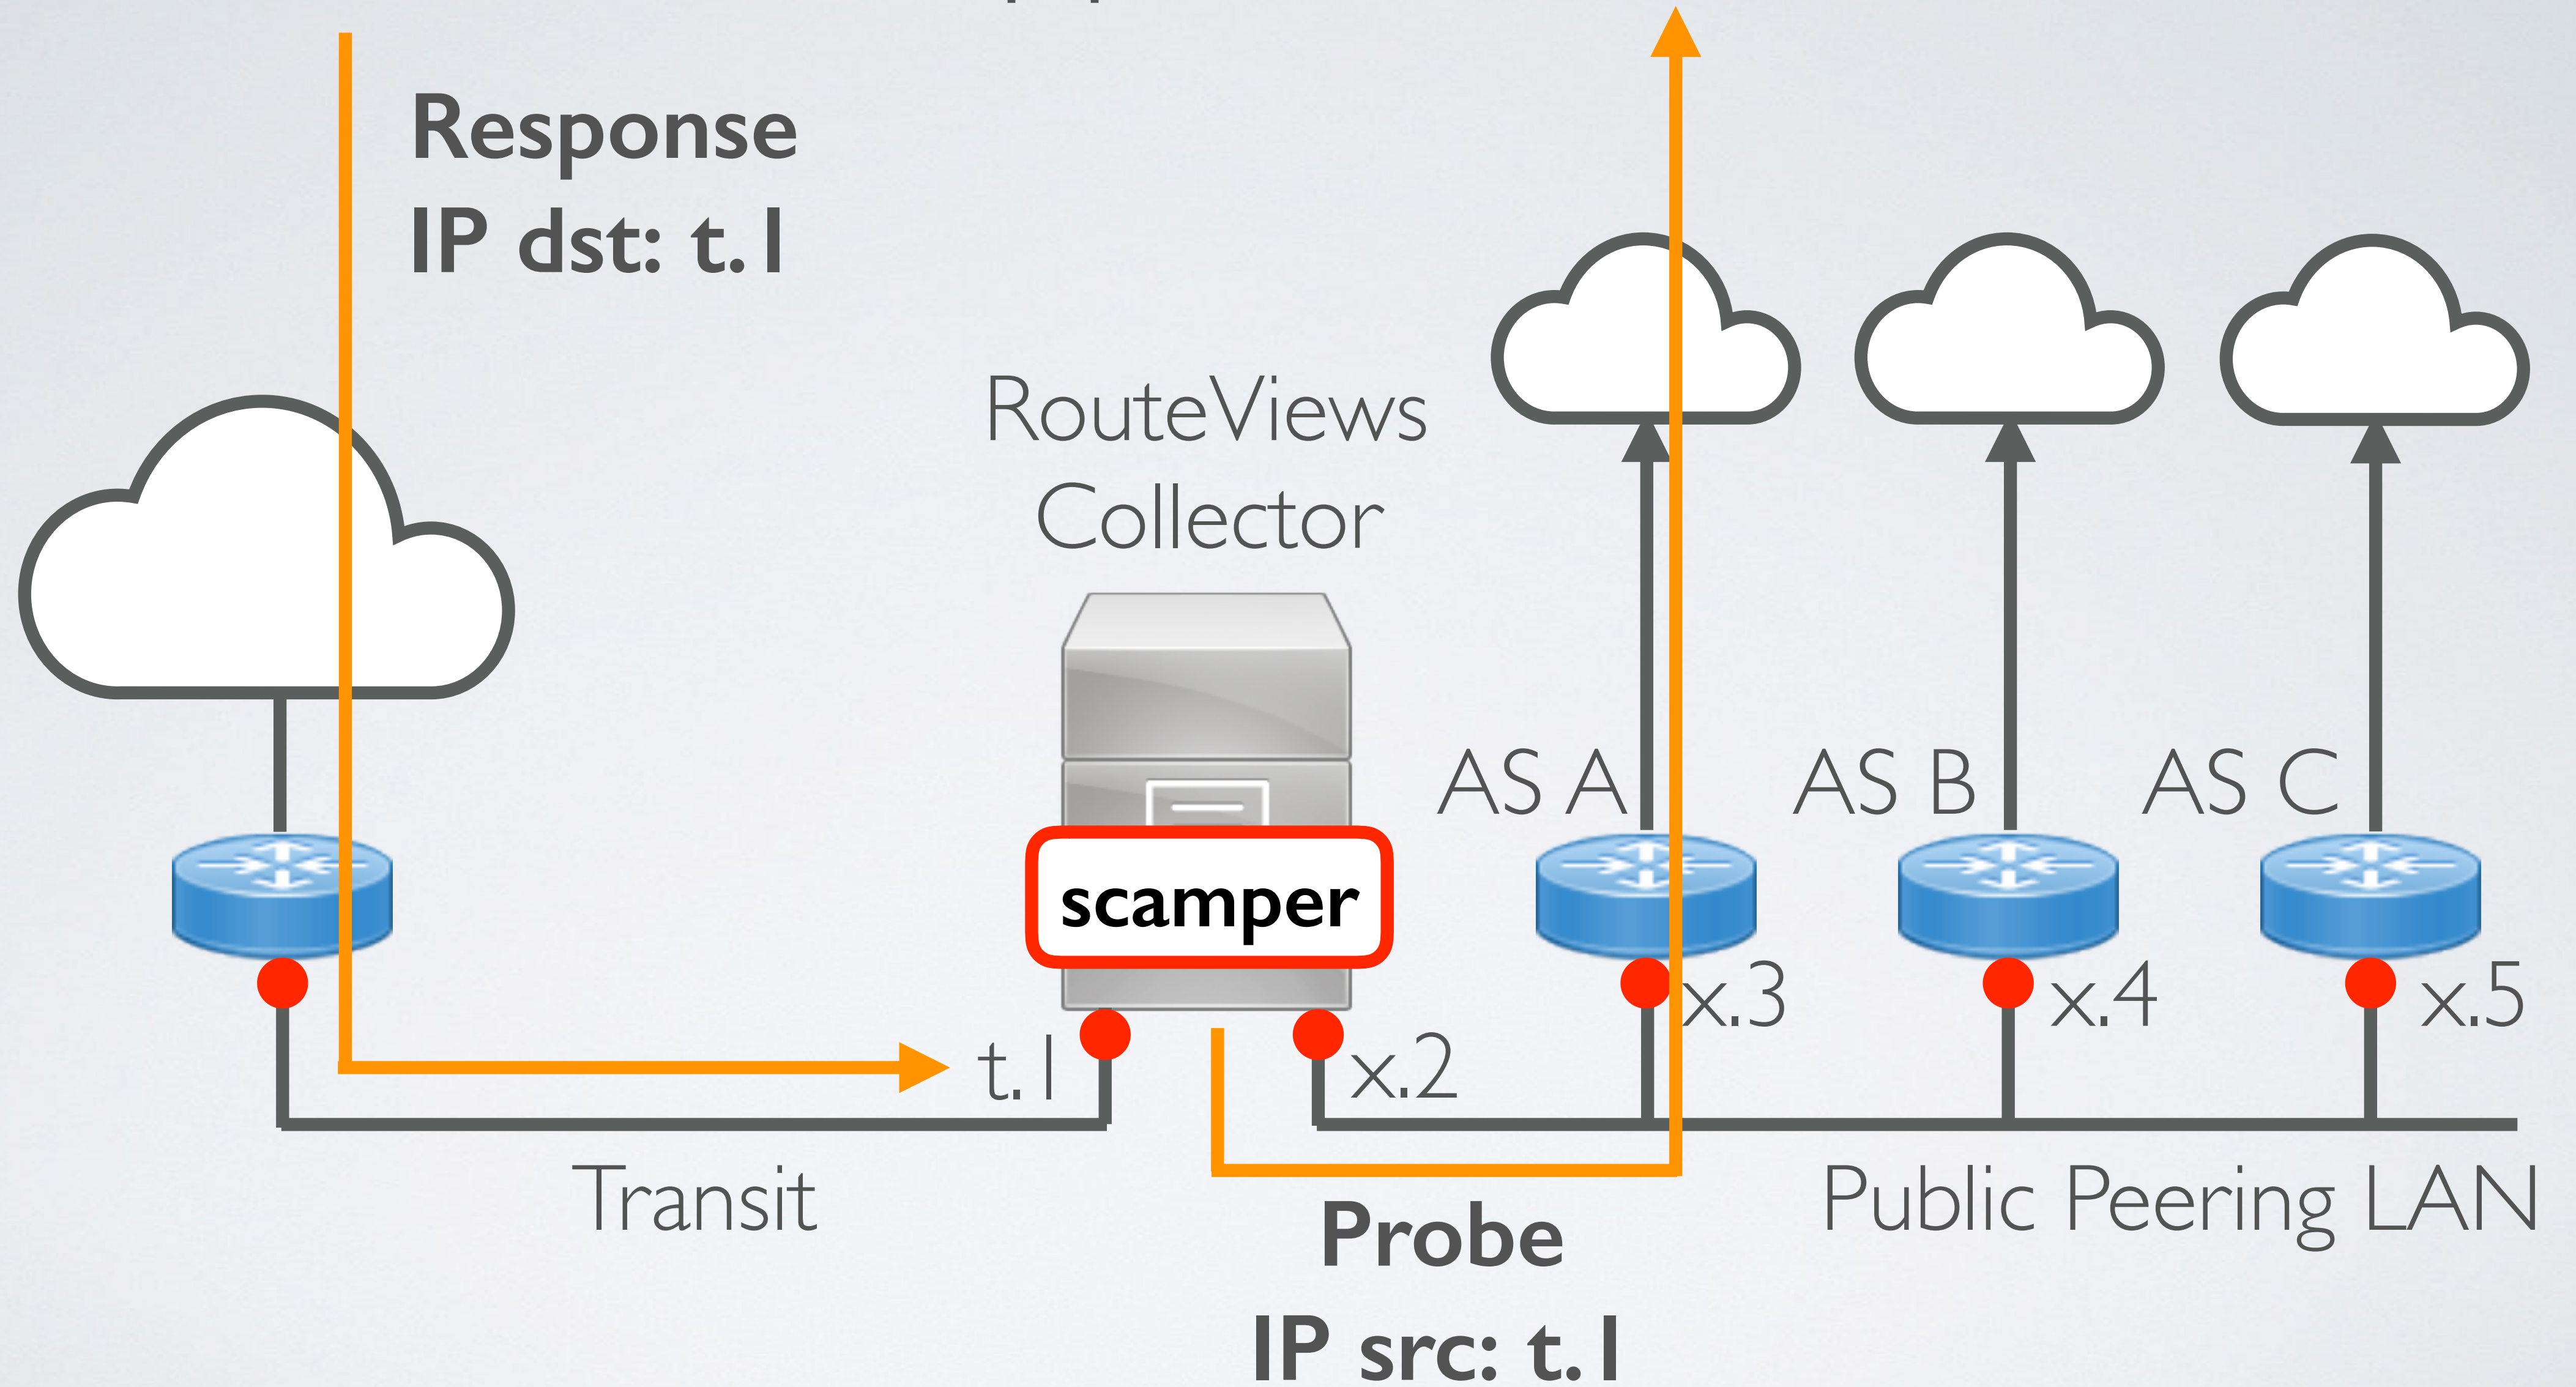 Response
IP dst: t.1
RouteViews
Collector
AS A
AS B
AS C
scamper
x.3
x.4
x.5
t.1
x.2
Transit
Public Peering LAN
Probe
IP src: t.1